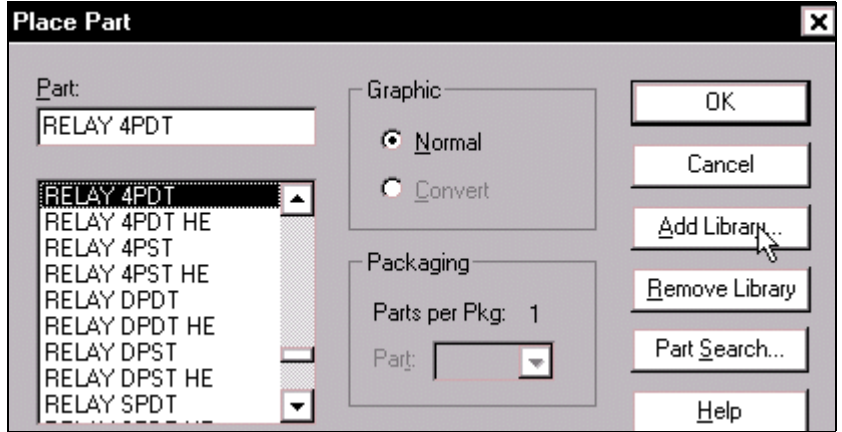 Place Part
Part:
RELAY 4PDT
RELAY 4PDT
RELAY 4PDT HE
RELAY 4PST
RELAY 4PST HE
RELAY DPDT
RELAY DPDT HE
RELAY DPST
RELAY DPST HE
RELAY SPDT
Graphic
Normal
Convert
Packaging
Parts per Pkg: 1
Part:
OK
Cancel
Add Library...
Remove Library
Part Search...
Help